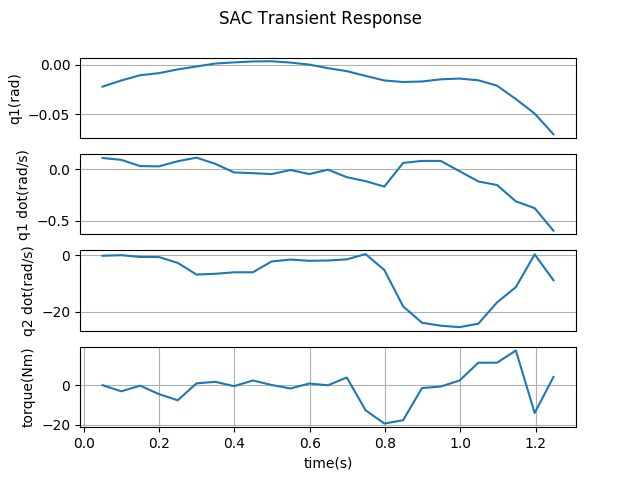 SAC Transient Response
q1(rad)
0.00
−0.05
q1 dot(rad/s)
0.0
−0.5
q2 dot(rad/s)
0
−20
torque(Nm)
0
−20
0.0 0.2 0.4 0.6 0.8 1.0 1.2
time(s)